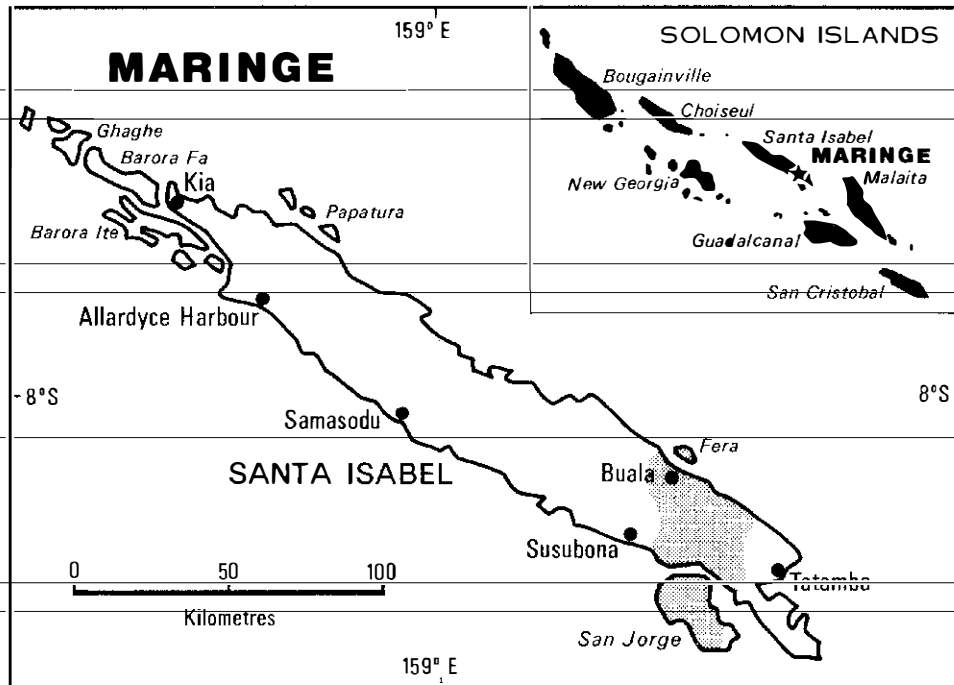 159° E
MARINGE
SOLOMON ISLANDS
Bougainville
Choiseul
Santa Isabel
MARINGE
Malaita
New Georgia
Guadalcanal
San Cristobal
Ghaghe
Barora Fa
Kia
Papatura
Barora Ite
Allardyce Harbour
8°S
8°S
Samasodu
Fera
SANTA ISABEL
Buala
Susubona
Tatamba
0 50 100
Kilometres
San Jorge
159° E